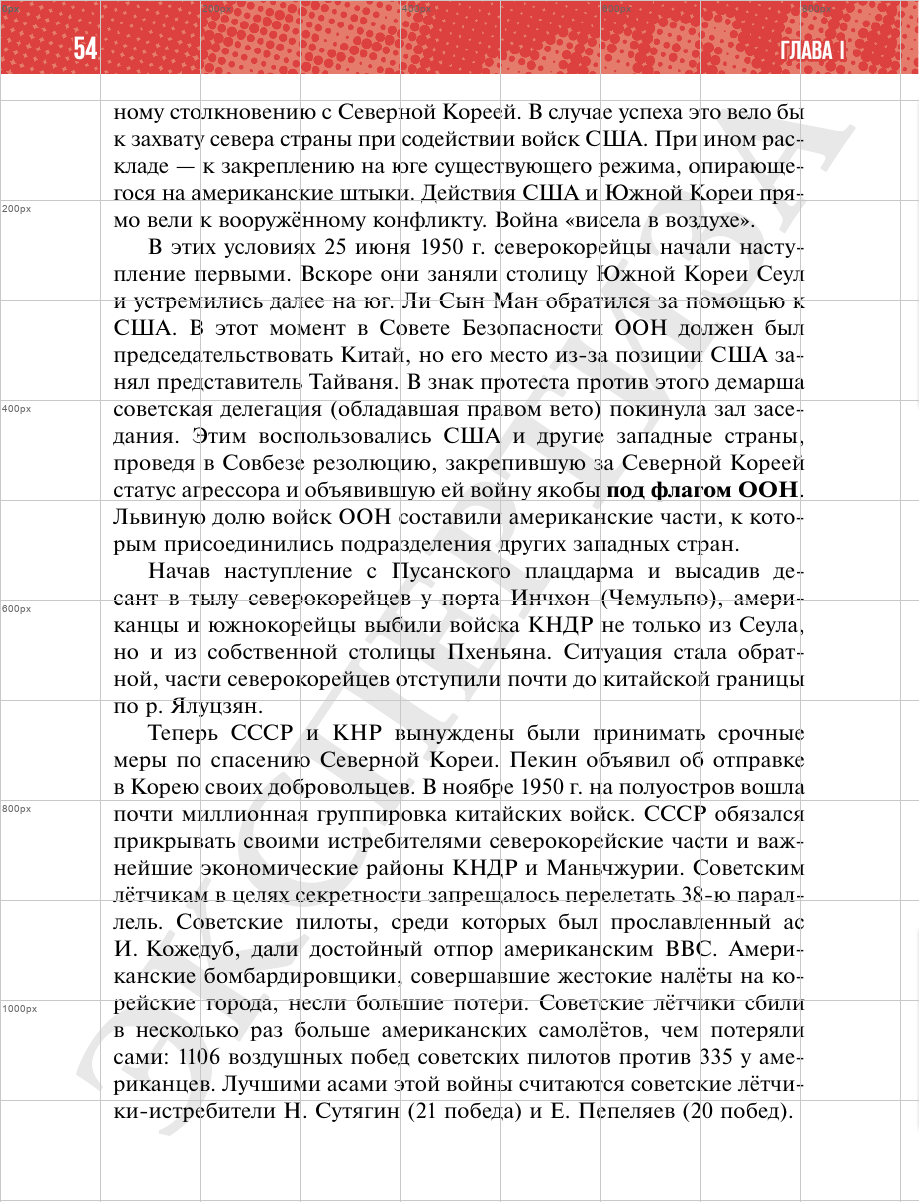 54
ГЛАВА I
ному столкновению с Северной Кореей. В случае успеха это вело бы
к захвату севера страны при содействии войск США. При ином рас-
кладе — к закреплению на юге существующего режима, опирающе-
гося на американские штыки. Действия США и Южной Кореи пря-
мо вели к вооружённому конфликту. Война «висела в воздухе».
В этих условиях 25 июня 1950 г. северокорейцы начали насту-
пление первыми. Вскоре они заняли столицу Южной Кореи Сеул
и устремились далее на юг. Ли Сын Ман обратился за помощью к
США. В этот момент в Совете Безопасности ООН должен был
председательствовать Китай, но его место из-за позиции США за-
нял представитель Тайваня. В знак протеста против этого демарша
советская делегация (обладавшая правом вето) покинула зал засе-
дания. Этим воспользовались США и другие западные страны,
проведя в Совбезе резолюцию, закрепившую за Северной Кореей
статус агрессора и объявившую ей войну якобы под флагом ООН.
Львиную долю войск ООН составили американские части, к кото-
рым присоединились подразделения других западных стран.
Начав наступление с Пусанского плацдарма и высадив де-
сант в тылу северокорейцев у порта Инчхон (Чемульпо), амери-
канцы и южнокорейцы выбили войска КНДР не только из Сеула,
но и из собственной столицы Пхеньяна. Ситуация стала обрат-
ной, части северокорейцев отступили почти до китайской границы
по р. Ялуцзян.
Теперь СССР и КНР вынуждены были принимать срочные
меры по спасению Северной Кореи. Пекин объявил об отправке
в Корею своих добровольцев. В ноябре 1950 г. на полуостров вошла
почти миллионная группировка китайских войск. СССР обязался
прикрывать своими истребителями северокорейские части и важ-
нейшие экономические районы КНДР и Маньчжурии. Советским
лётчикам в целях секретности запрещалось перелетать 38-ю парал-
лель. Советские пилоты, среди которых был прославленный ас
И. Кожедуб, дали достойный отпор американским ВВС. Амери-
канские бомбардировщики, совершавшие жестокие налёты на ко-
рейские города, несли большие потери. Советские лётчики сбили
в несколько раз больше американских самолётов, чем потеряли
сами: 1106 воздушных побед советских пилотов против 335 у аме-
риканцев. Лучшими асами этой войны считаются советские лётчи-
ки-истребители Н. Сутягин (21 победа) и Е. Пепеляев (20 побед).
ЭКСПЕРТИЗА
200px
400px
600px
800px
1000px